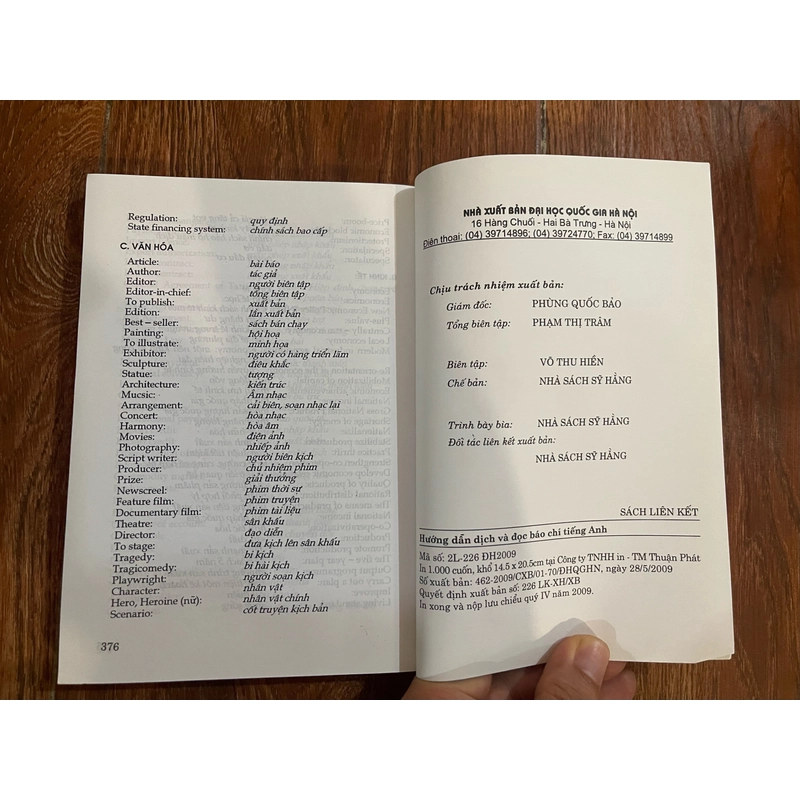 Regulation: quy định
State financing system: chính sách bao cấp
C. VĂN HÓA
Article: bài báo
Author: tác giả
Editor: người biên tập
Editor-in-chief: tổng biên tập
To publish: xuất bản
Edition: lần xuất bản
Best – seller: sách bán chạy
Painting: hội họa
To illustrate: minh họa
Exhibitor: người có hàng triển lãm
Sculpture: điêu khắc
Statue: tượng
Architecture: kiến trúc
Mucsic: Âm nhạc
Arrangement: cải biên, soạn nhạc lại
Concert: hòa nhạc
Harmony: hòa âm
Movies: điện ảnh
Photography: nhiếp ảnh
Script writer: người biên kịch
Producer: chủ nhiệm phim
Prize: giải thưởng
Newscreel: phim thời sự
Feature film: phim truyện
Documentary film: phim tài liệu
Theatre: sân khấu
Director: đạo diễn
To stage: đưa kịch lên sân khấu
Tragedy: bi kịch
Tragicomedy: bi hài kịch
Playwright: người soạn kịch
Character: nhân vật
Hero, Heroine (nữ): nhân vật chính
Scenario: cốt truyện kịch bản
376
NHÀ XUẤT BẢN ĐẠI HỌC QUỐC GIA HÀ NỘI
16 Hàng Chuối - Hai Bà Trưng - Hà Nội
Điện thoại: (04) 39714896; (04) 39724770; Fax: (04) 39714899
Chịu trách nhiệm xuất bản:
Giám đốc: PHÙNG QUỐC BẢO
Tổng biên tập: PHẠM THỊ TRÂM
Biên tập: VÕ THU HIỀN
Chế bản: NHÀ SÁCH SỸ HẰNG
Trình bày bìa: NHÀ SÁCH SỸ HẰNG
Đối tác liên kết xuất bản:
NHÀ SÁCH SỸ HẰNG
SÁCH LIÊN KẾT
Hướng dẫn dịch và đọc báo chí tiếng Anh
Mã số: 2L-226 ĐH2009
In 1.000 cuốn, khổ 14.5 x 20.5cm tại Công ty TNHH in - TM Thuận Phát
Số xuất bản: 462-2009/CXB/01-70/ĐHQGHN, ngày 28/5/2009
Quyết định xuất bản số: 226 LK-XH/XB
In xong và nộp lưu chiểu quý IV năm 2009.